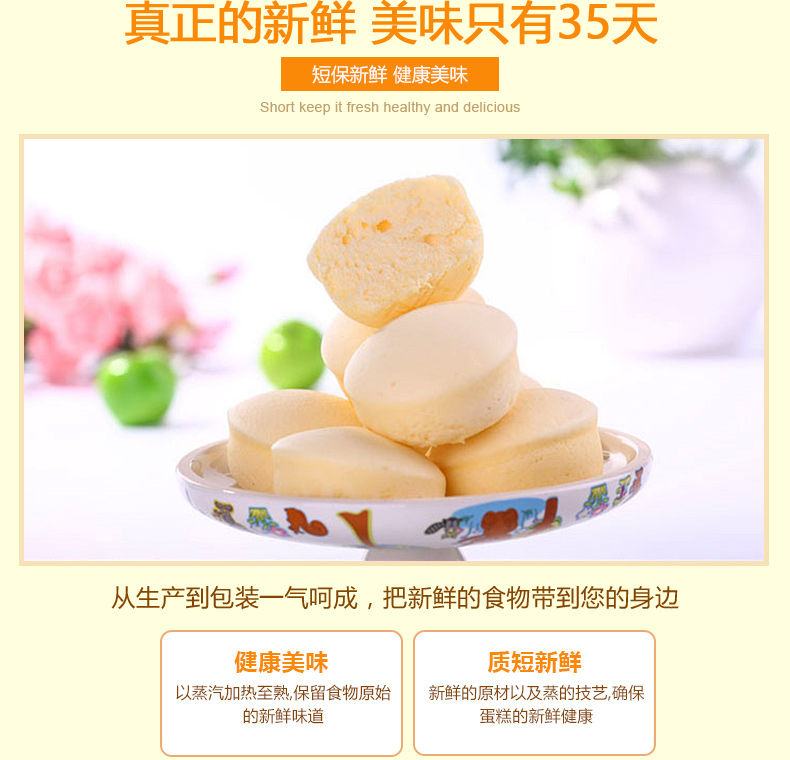 真正的新鲜 美味只有35天
短保新鲜 健康美味
Short keep it fresh healthy and delicious
从生产到包装一气呵成，把新鲜的食物带到您的身边
健康美味
以蒸汽加热至熟,保留食物原始
的新鲜味道
质短新鲜
新鲜的原材以及蒸的技艺,确保
蛋糕的新鲜健康